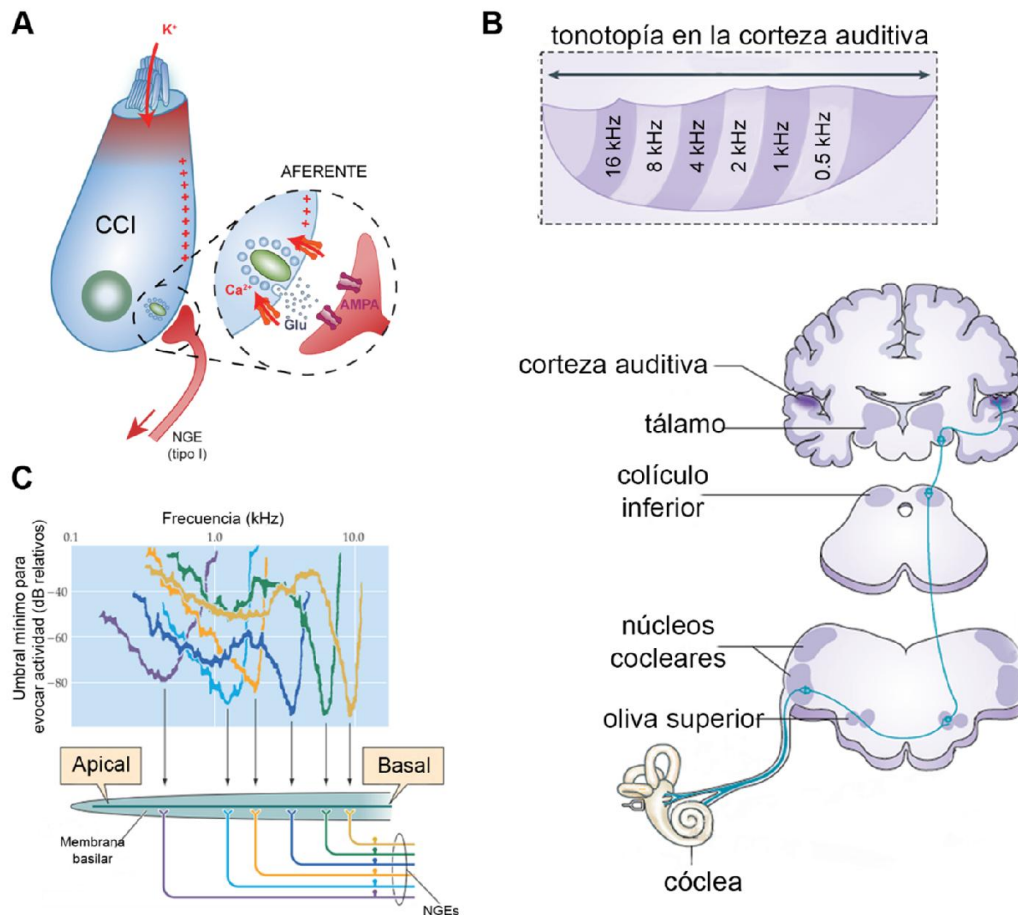 A
K⁺
CCI
AFERENTE
Ca²⁺
Glu
AMPA
NGE
(tipo I)
B
tonotopía en la corteza auditiva
16 kHz
8 kHz
4 kHz
2 kHz
1 kHz
0.5 kHz
corteza auditiva
tálamo
colículo
inferior
núcleos
cocleares
oliva superior
cóclea
C
Frecuencia (kHz)
0.1
1.0
10.0
Umbral mínimo para
evocar actividad (dB relativos)
−40
−60
−80
Apical
Basal
Membrana
basilar
NGEs